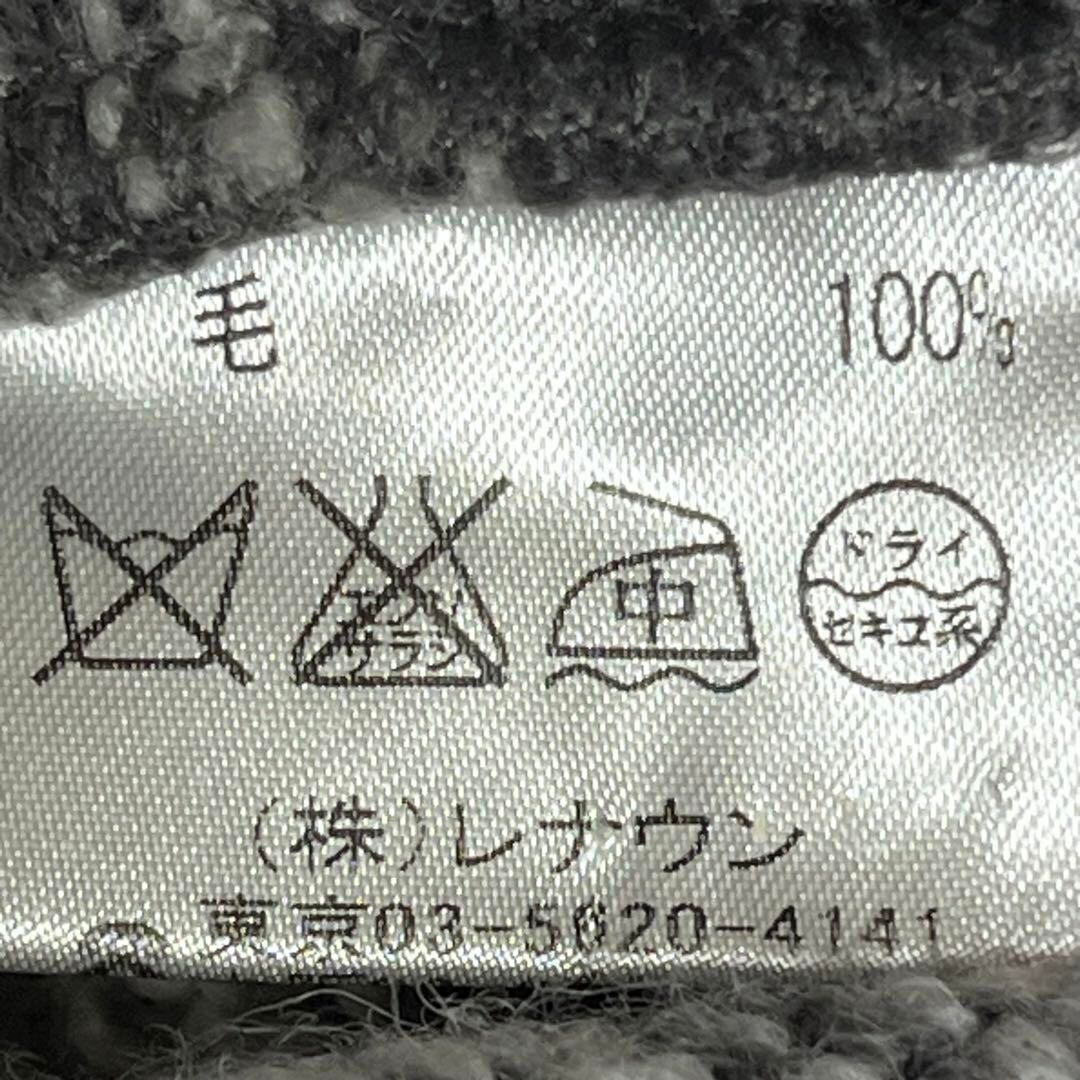 毛 100%
エンソ サラシ
中
ドライ
セキユ系
(株)レナウン
東京03-5620-4141